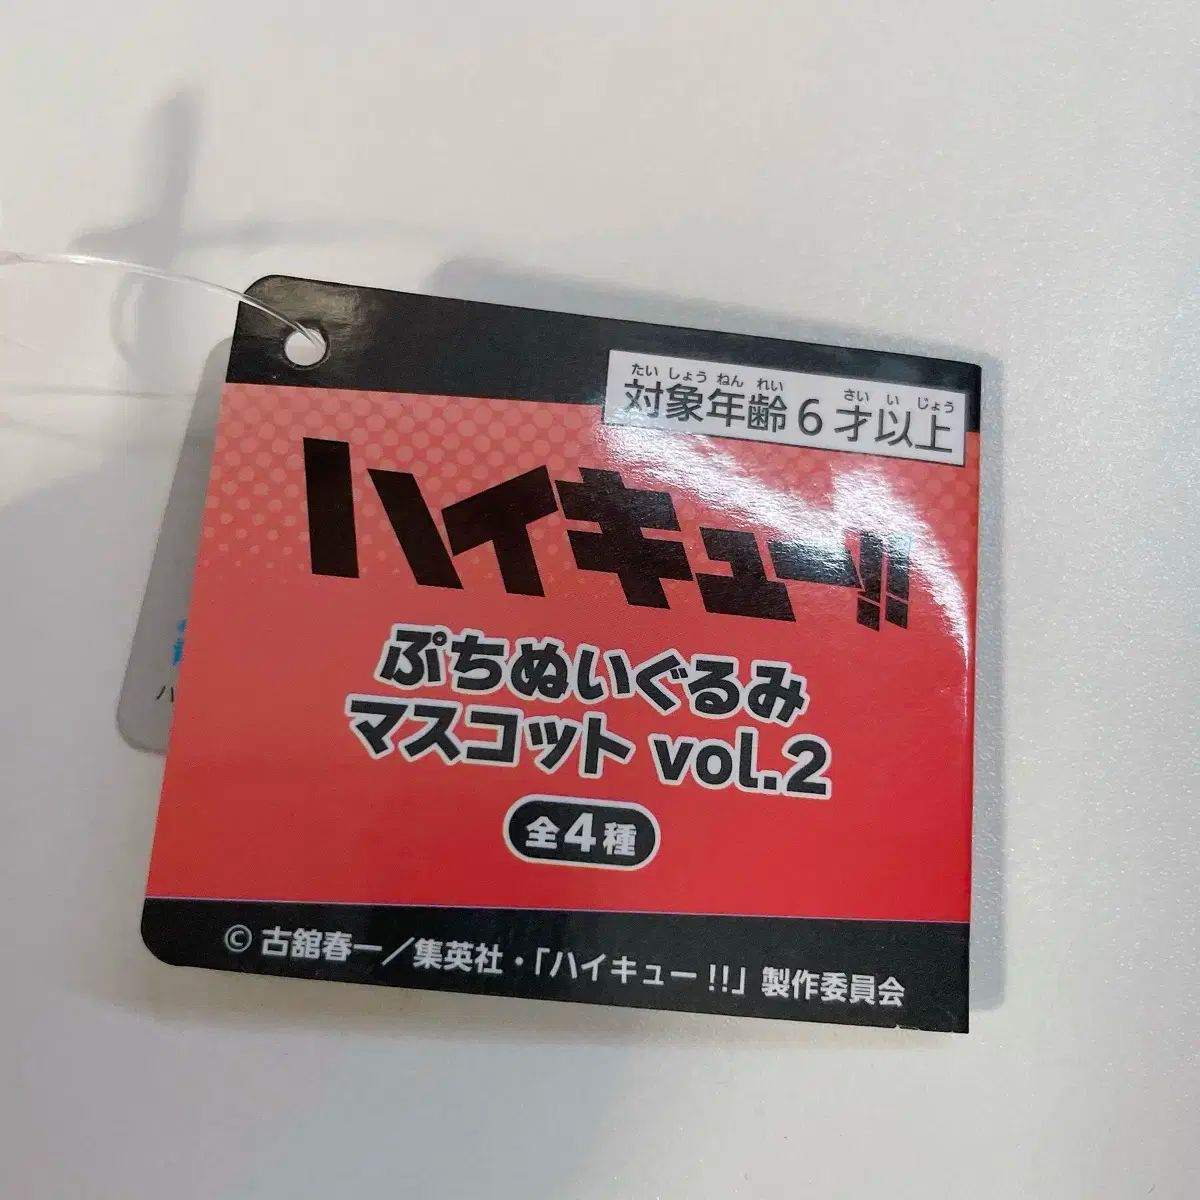 たいしょうねんれい さいいじょう
対象年齢6才以上
ハイキュー!!
ぷちぬいぐるみ
マスコット vol.2
全4種
© 古舘春一／集英社・「ハイキュー!!」製作委員会